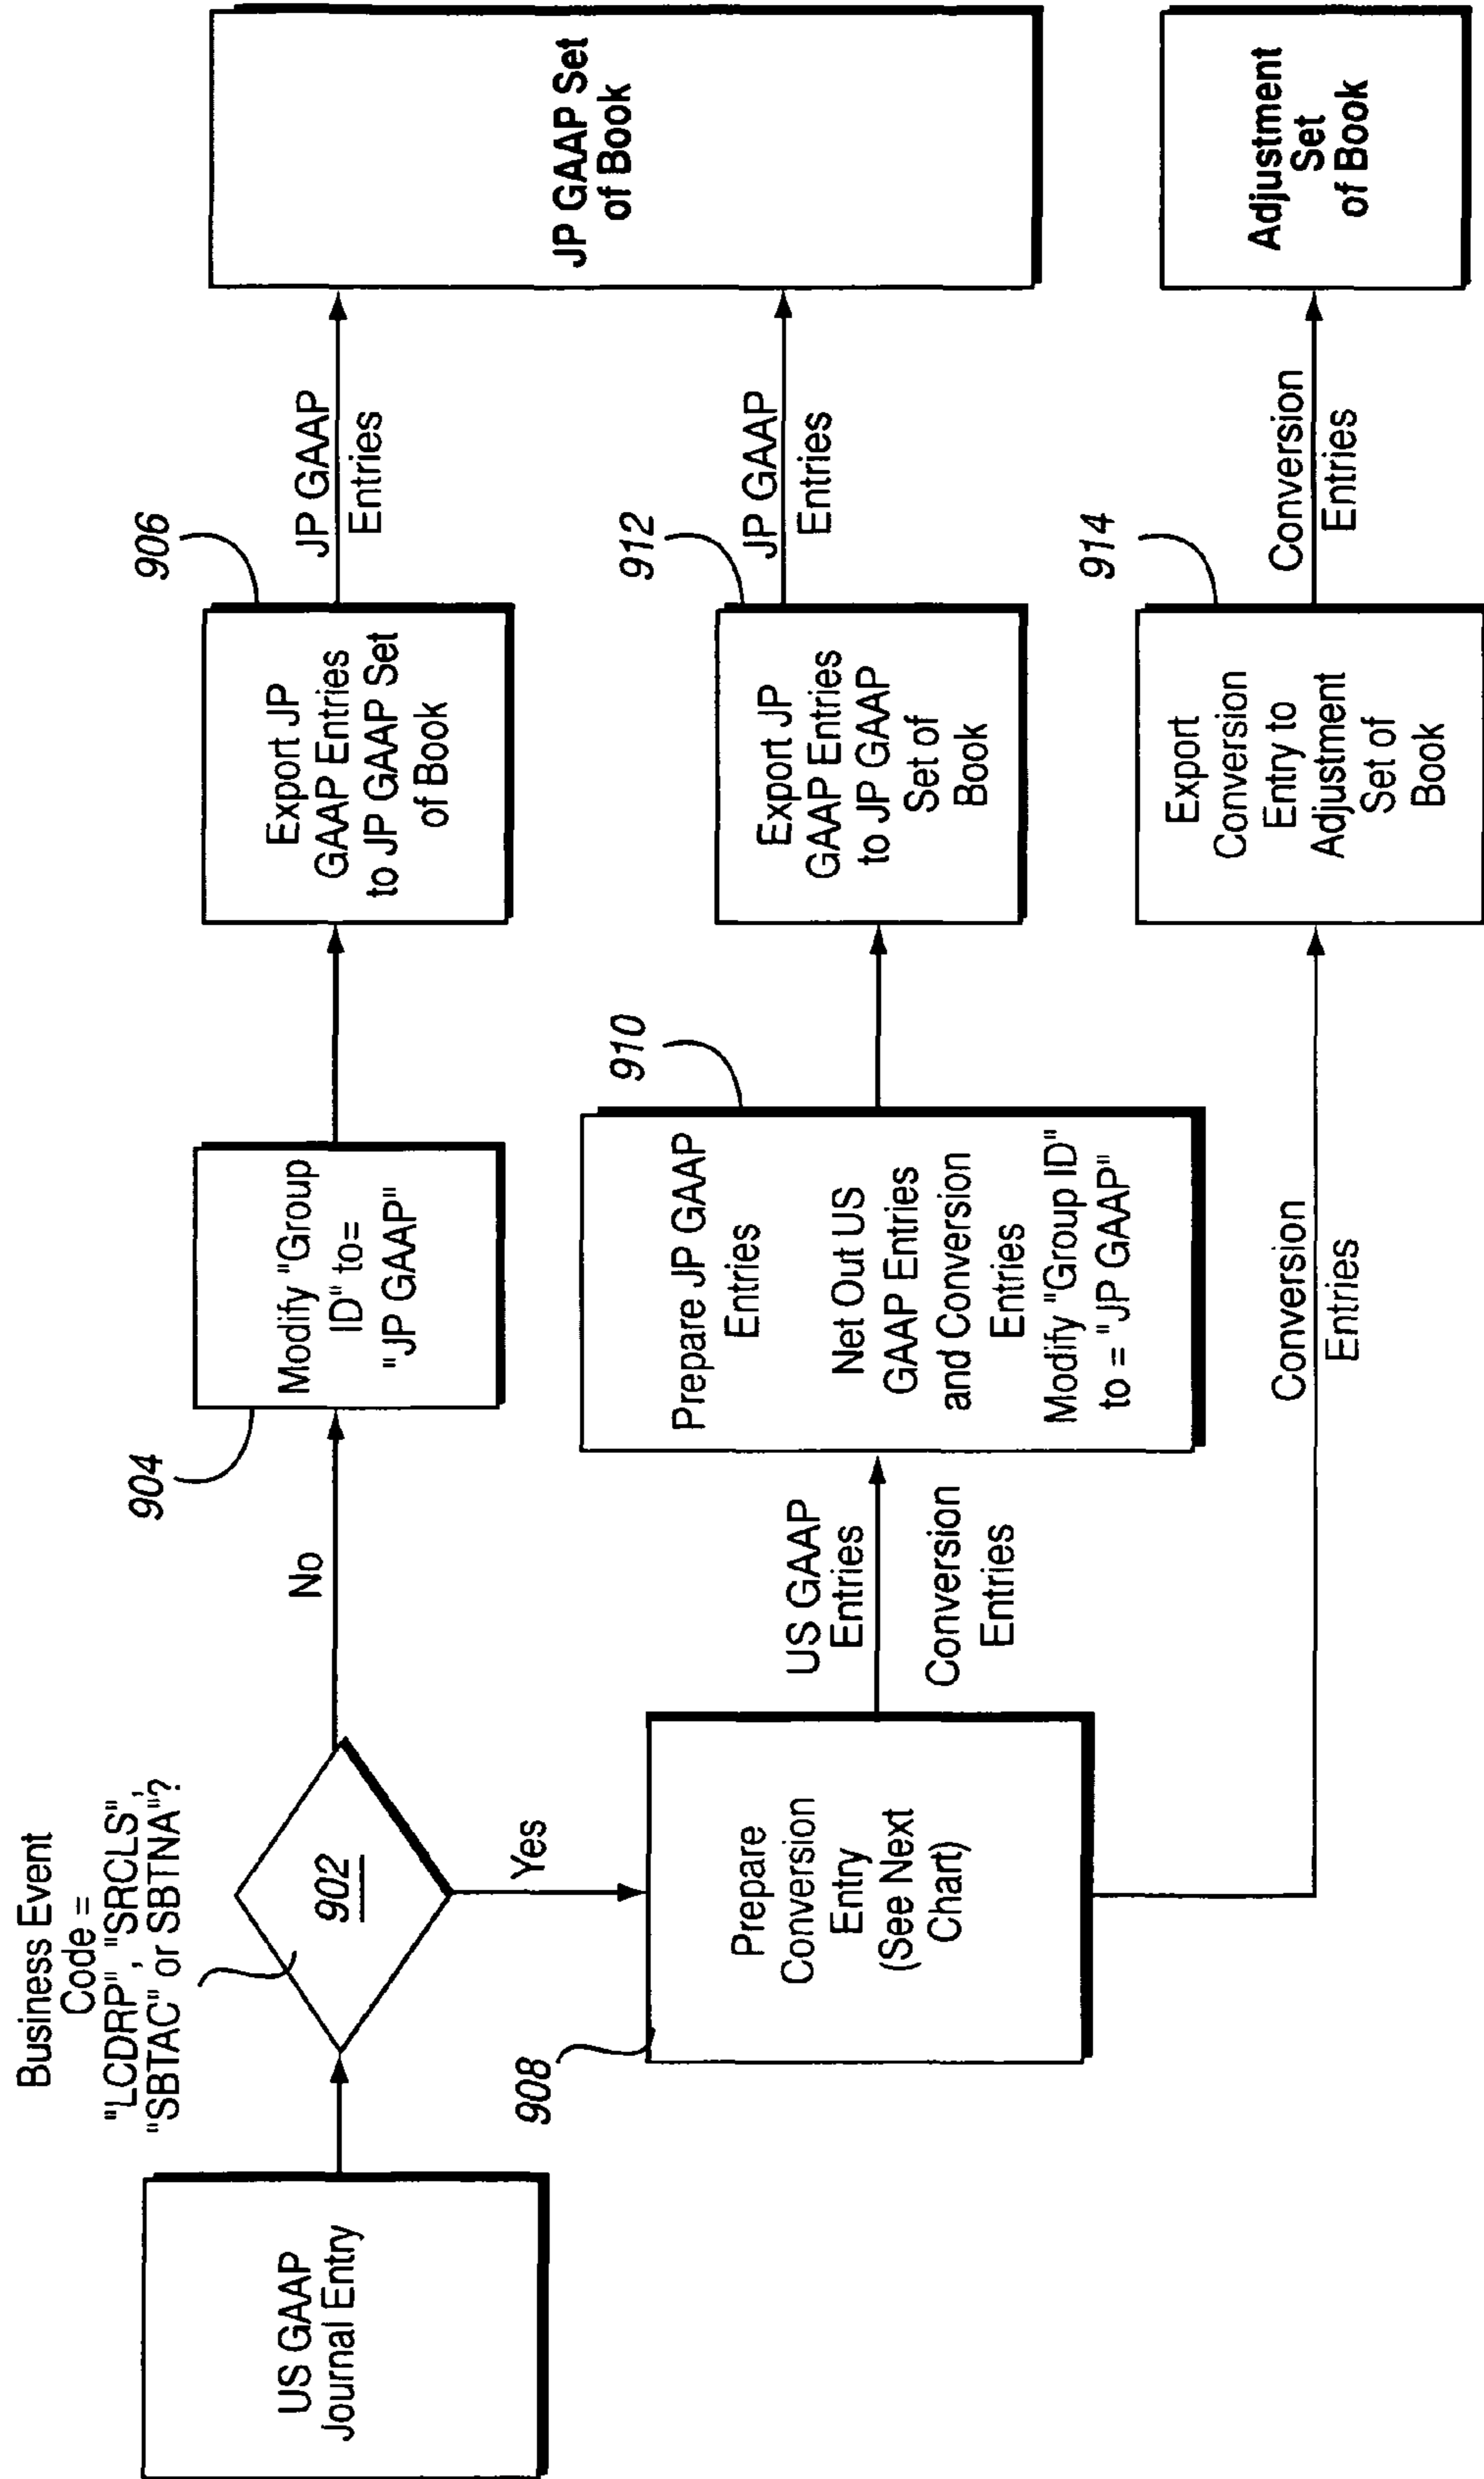 US GAAP
Journal Entry
Business Event
Code =
"LCDRP", "SRCLS",
"SBTAC" or SBTNA"?
902
No
Yes
904
Modify "Group
ID" to=
"JP GAAP"
906
Export JP
GAAP Entries
to JP GAAP Set
of Book
JP GAAP
Entries
JP GAAP Set
of Book
908
Prepare
Conversion
Entry
(See Next
Chart)
US GAAP
Entries
Conversion
Entries
910
Prepare JP GAAP
Entries
Net Out US
GAAP Entries
and Conversion
Entries
Modify "Group ID"
to = "JP GAAP"
912
Export JP
GAAP Entries
to JP GAAP
Set of
Book
JP GAAP
Entries
Conversion
Entries
914
Export
Conversion
Entry to
Adjustment
Set of
Book
Conversion
Entries
Adjustment
Set
of Book